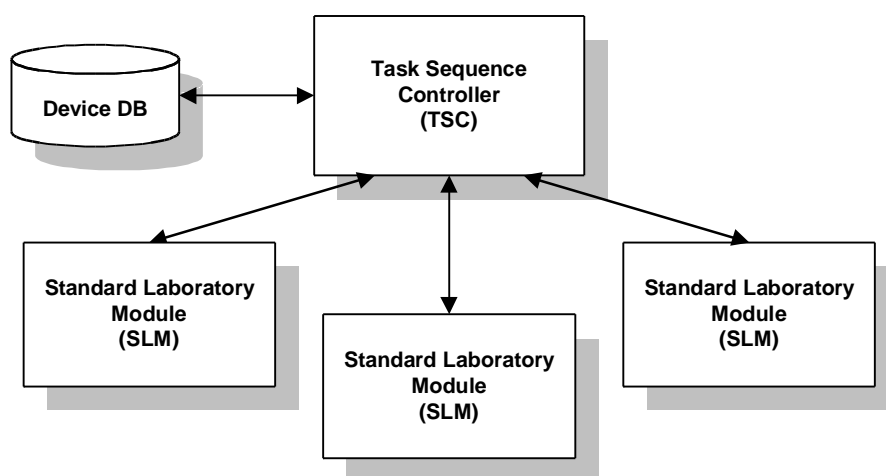 Device DB
Task Sequence
Controller
(TSC)
Standard Laboratory
Module
(SLM)
Standard Laboratory
Module
(SLM)
Standard Laboratory
Module
(SLM)